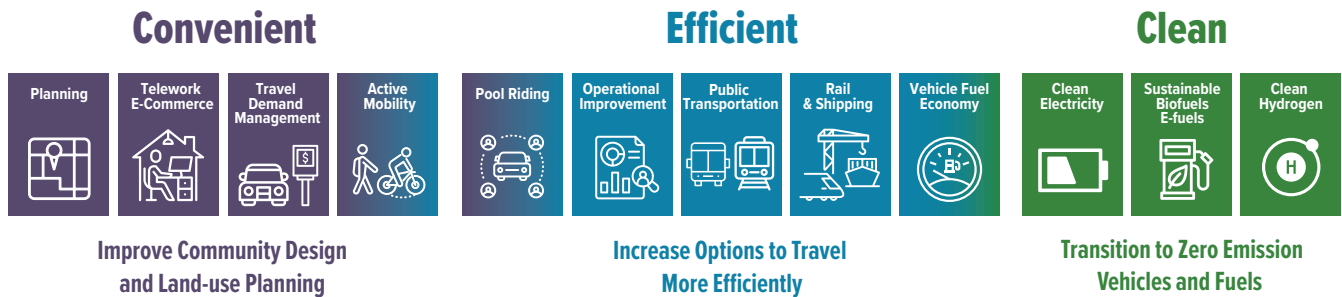 Convenient
Efficient
Clean
Planning
Telework
E-Commerce
Travel
Demand
Management
$
Active
Mobility
Pool Riding
Operational
Improvement
Public
Transportation
Rail
& Shipping
Vehicle Fuel
Economy
Clean
Electricity
Sustainable
Biofuels
E-fuels
Clean
Hydrogen
H
Improve Community Design
and Land-use Planning
Increase Options to Travel
More Efficiently
Transition to Zero Emission
Vehicles and Fuels